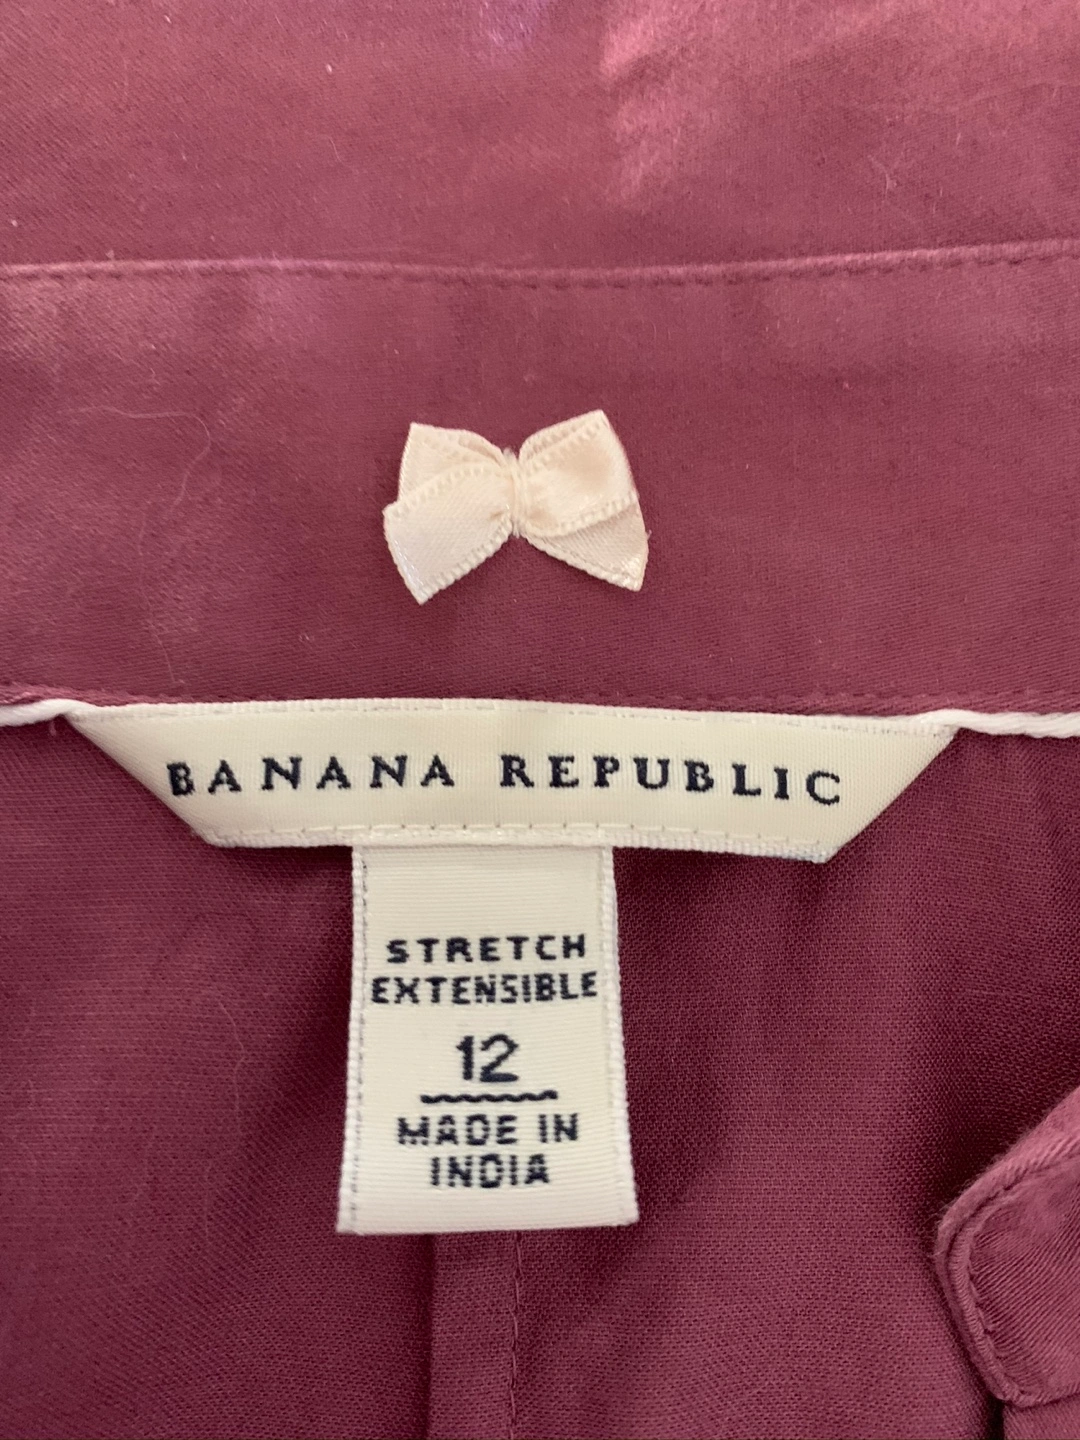 BANANA REPUBLIC
STRETCH
EXTENSIBLE
12
MADE IN
INDIA